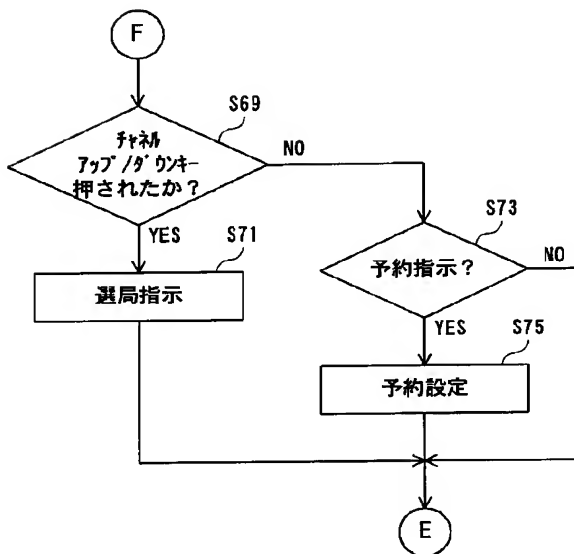 F
S69
ﾁｬﾈﾙ
ｱｯﾌﾟ/ﾀﾞｳﾝｷｰ
押されたか？
NO
YES
S71
選局指示
S73
予約指示？
NO
YES
S75
予約設定
E